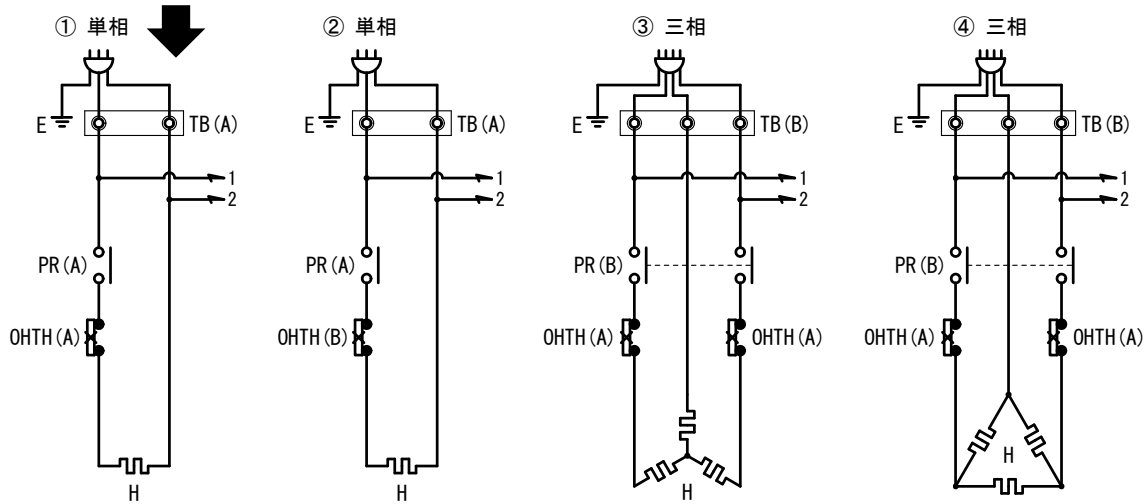 ① 単相
② 単相
③ 三相
④ 三相
E TB(A)
E TB(A)
E TB(B)
E TB(B)
1
2
1
2
1
2
1
2
PR(A)
PR(A)
PR(B)
PR(B)
OHTH(A)
OHTH(B)
OHTH(A) OHTH(A)
OHTH(A) OHTH(A)
H
H
H
H